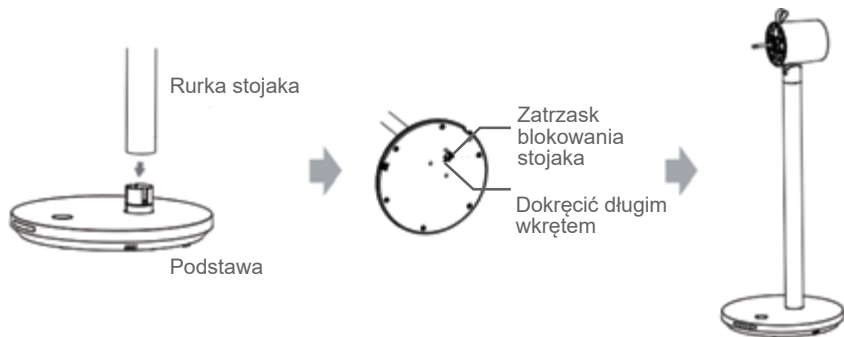 Rurka stojaka
Podstawa
Zatrzask
blokowania
stojaka
Dokręcić długim
wkrętem